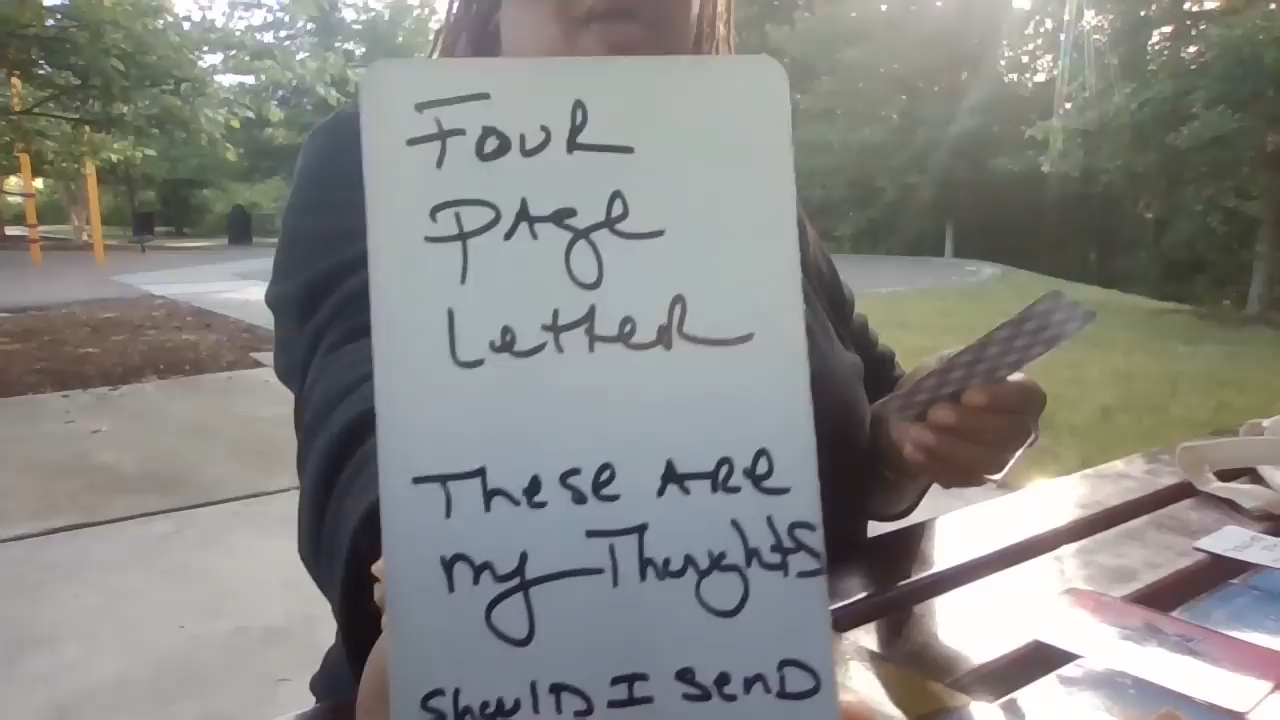 FOUR
PAge
LetteR
These ARe
my Thoughts
ShoulD I SenD